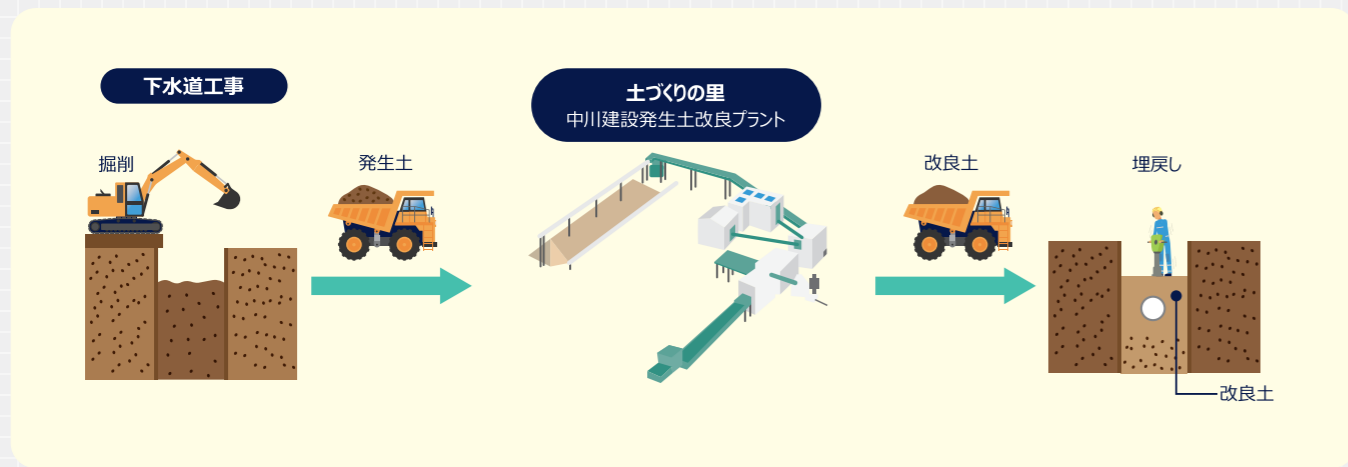 下水道工事
土づくりの里
中川建設発生土改良プラント
掘削
発生土
改良土
埋戻し
改良土